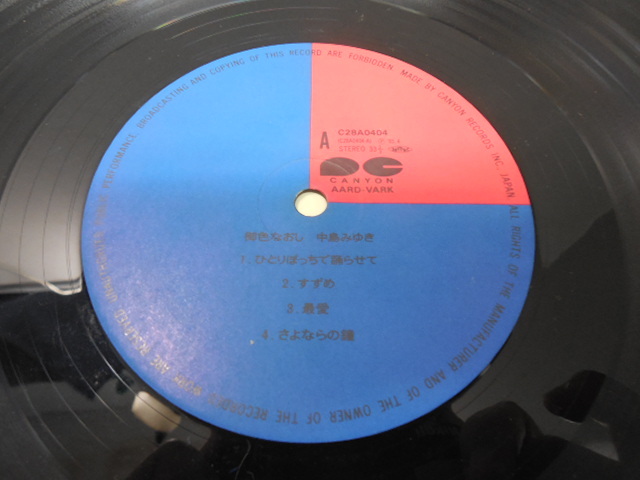 BROADCASTING AND COPYING OF THIS RECORD ARE FORBIDDEN. MADE BY CANYON RECORDS INC. JAPAN ALL RIGHTS OF THE MANUFACTURER AND OF THE OWNER OF THE RECORDED WORK ARE RESERVED PERFORMANCE,
A
C28A0404
STEREO 33⅓
CANYON
AARD-VARK
御色なおし 中島みゆき
1. ひとりぼっちで踊らせて
2. すずめ
3. 最愛
4. さよならの鐘